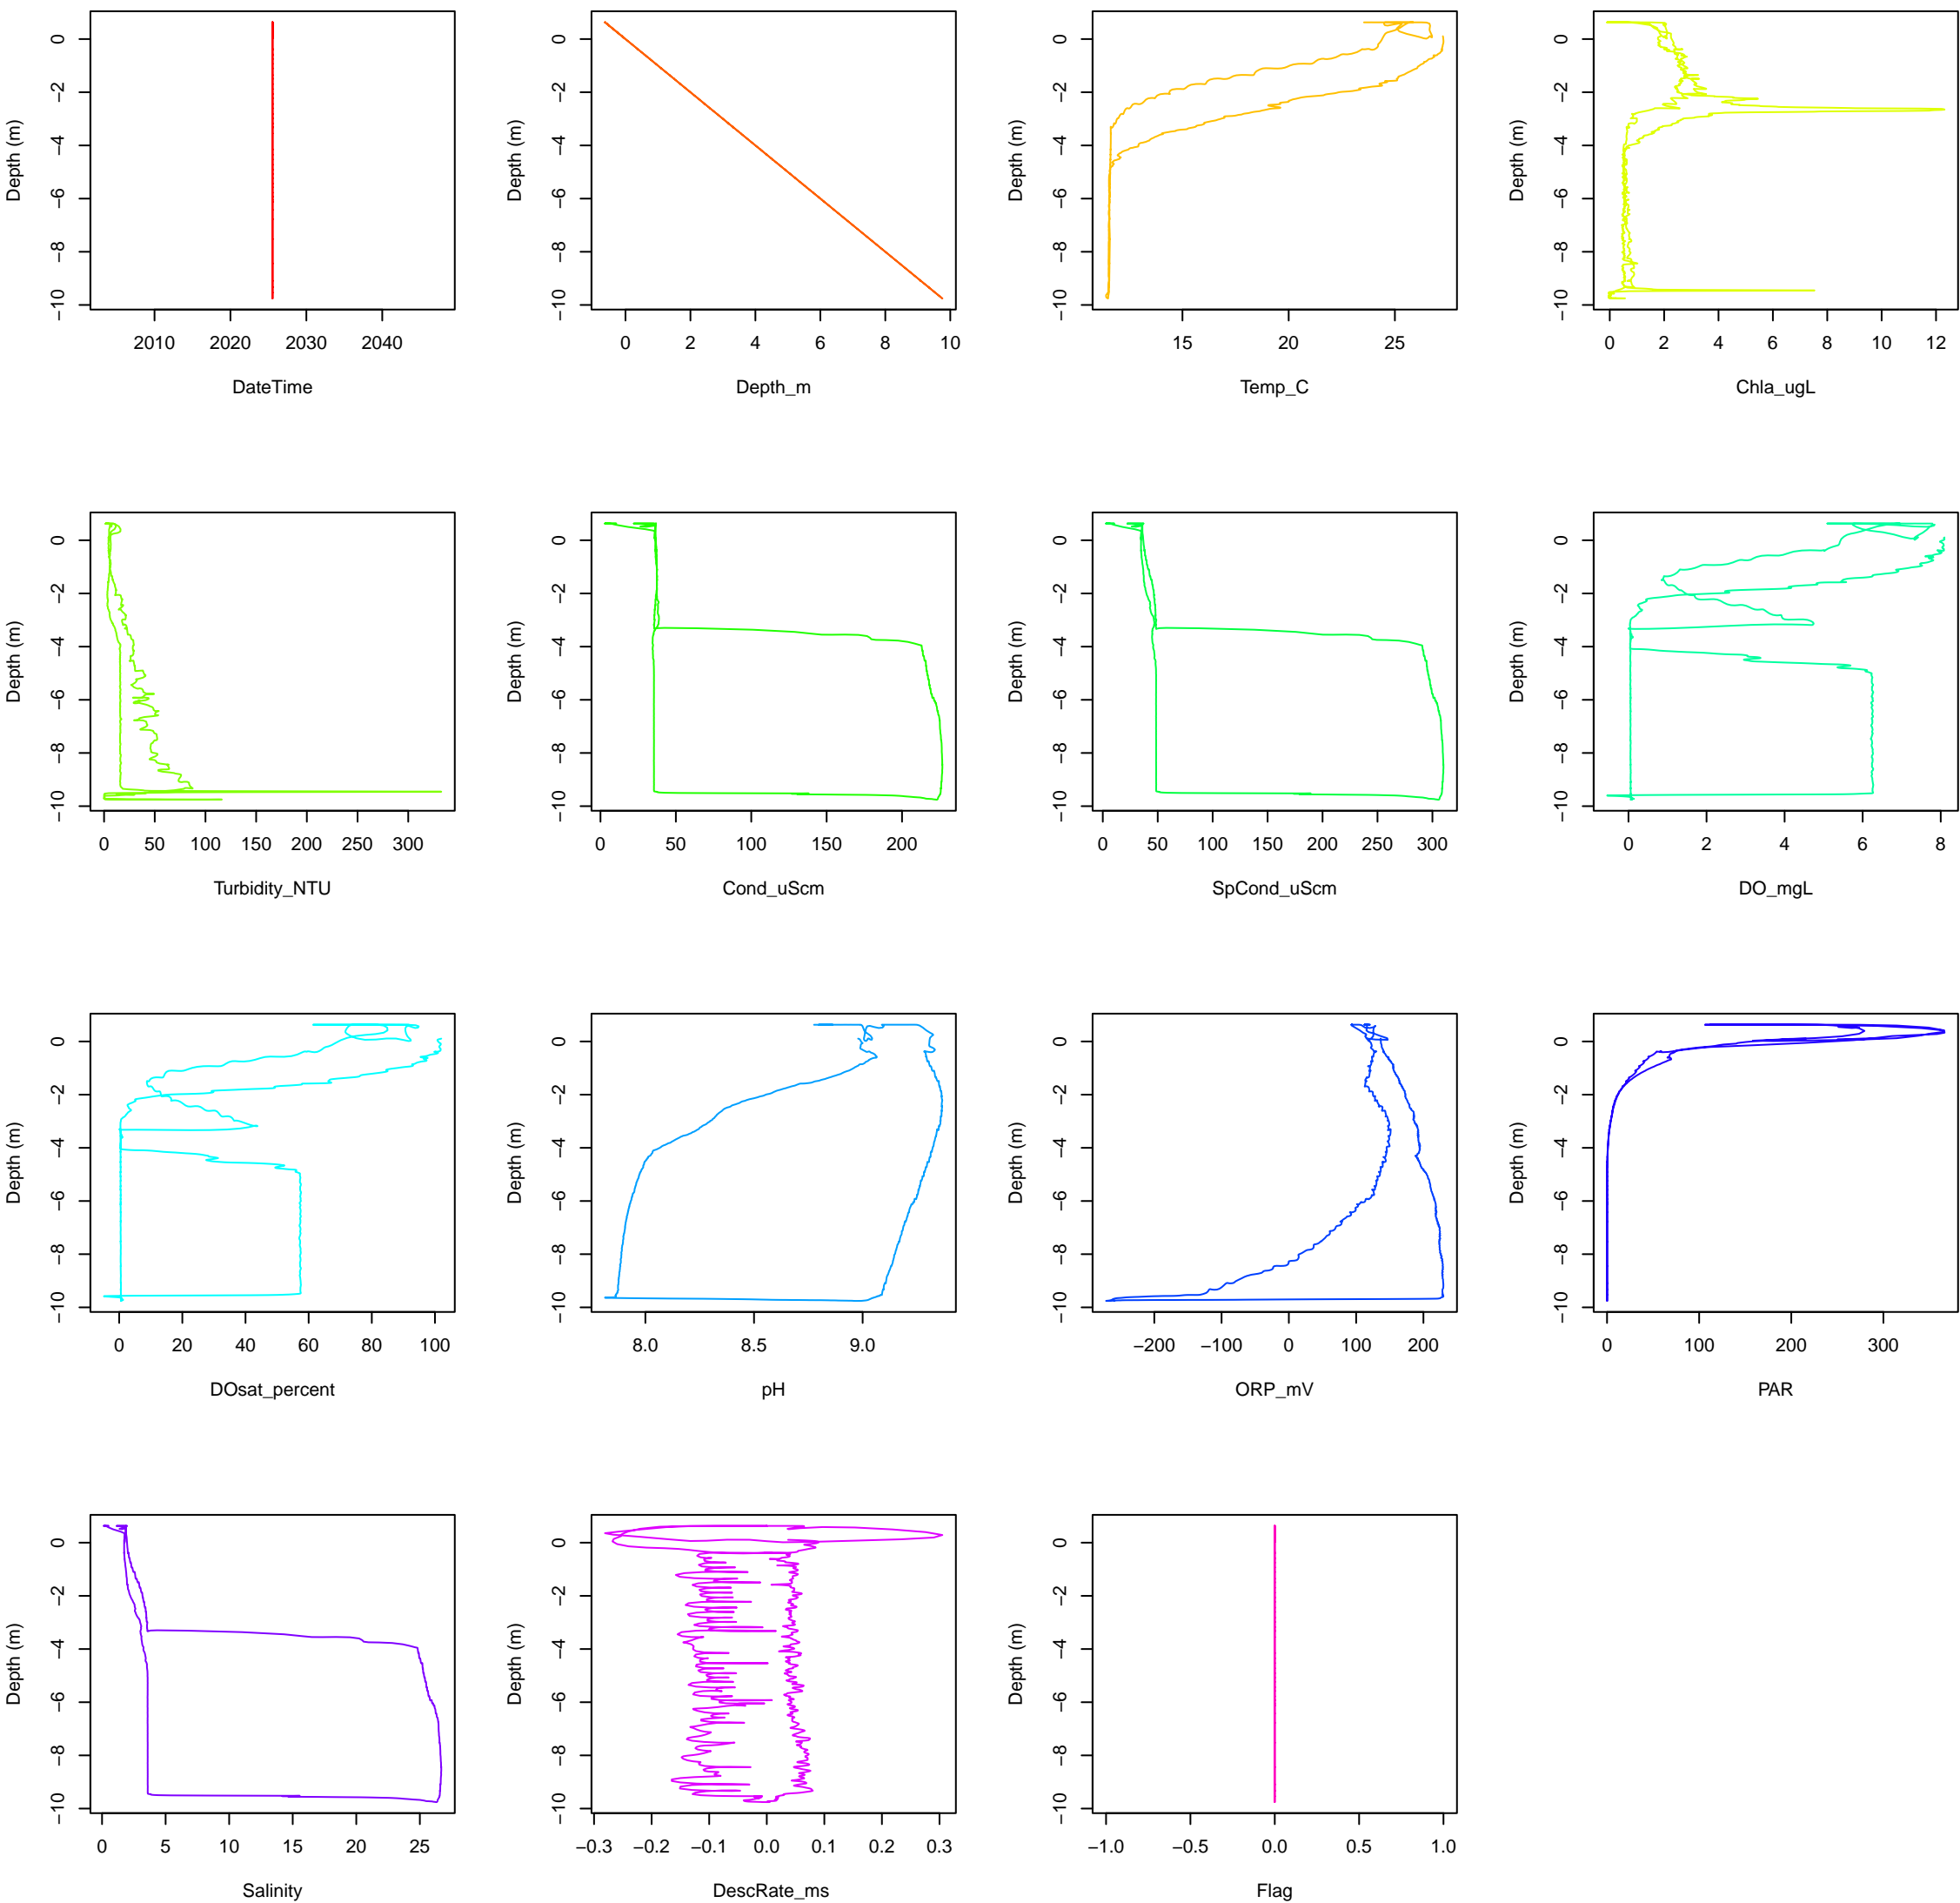 Depth (m)
0
−2
−4
−6
−8
−10
2010 2020 2030 2040
DateTime
Depth (m)
0
−2
−4
−6
−8
−10
0 2 4 6 8 10
Depth_m
Depth (m)
0
−2
−4
−6
−8
−10
15 20 25
Temp_C
Depth (m)
0
−2
−4
−6
−8
−10
0 2 4 6 8 10 12
Chla_ugL
Depth (m)
0
−2
−4
−6
−8
−10
0 50 100 150 200 250 300
Turbidity_NTU
Depth (m)
0
−2
−4
−6
−8
−10
0 50 100 150 200
Cond_uScm
Depth (m)
0
−2
−4
−6
−8
−10
0 50 100 150 200 250 300
SpCond_uScm
Depth (m)
0
−2
−4
−6
−8
−10
0 2 4 6 8
DO_mgL
Depth (m)
0
−2
−4
−6
−8
−10
0 20 40 60 80 100
DOsat_percent
Depth (m)
0
−2
−4
−6
−8
−10
8.0 8.5 9.0
pH
Depth (m)
0
−2
−4
−6
−8
−10
−200 −100 0 100 200
ORP_mV
Depth (m)
0
−2
−4
−6
−8
−10
0 100 200 300
PAR
Depth (m)
0
−2
−4
−6
−8
−10
0 5 10 15 20 25
Salinity
Depth (m)
0
−2
−4
−6
−8
−10
−0.3 −0.2 −0.1 0.0 0.1 0.2 0.3
DescRate_ms
Depth (m)
0
−2
−4
−6
−8
−10
−1.0 −0.5 0.0 0.5 1.0
Flag